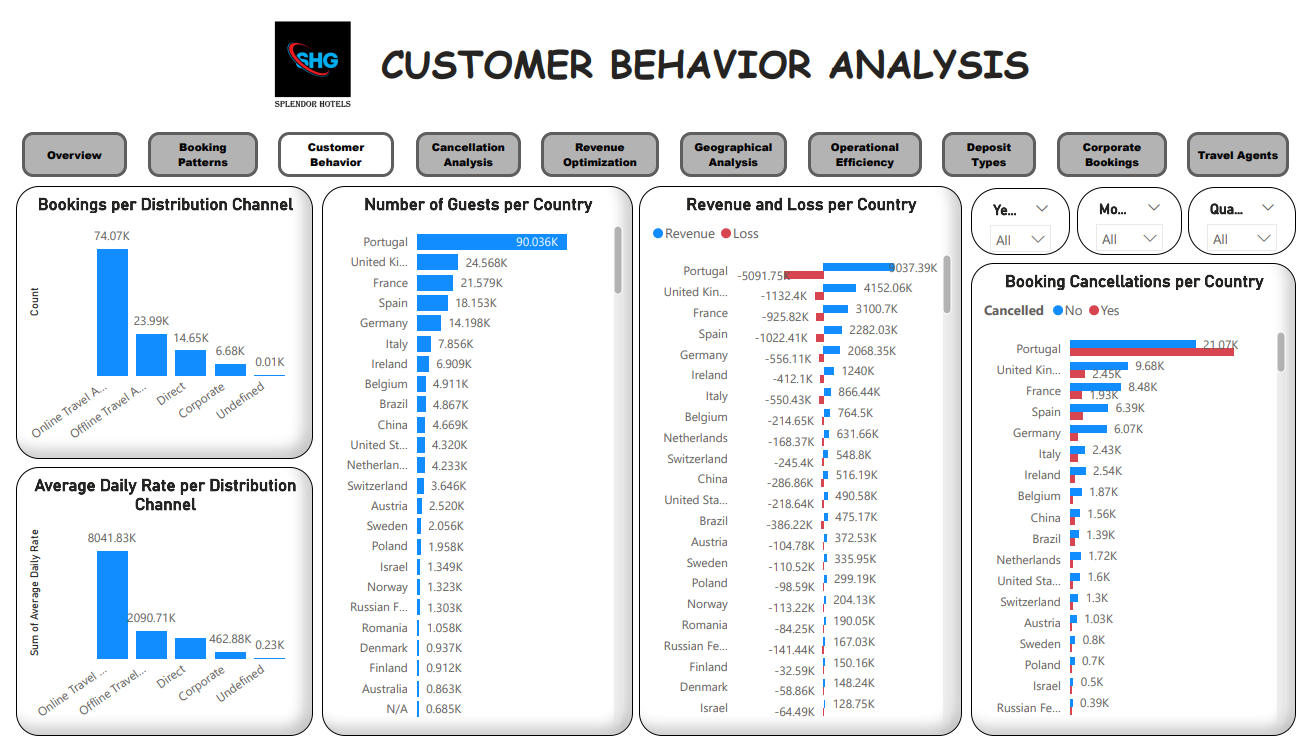 SHG
SPLENDOR HOTELS
CUSTOMER BEHAVIOR ANALYSIS
Overview
Booking
Patterns
Customer
Behavior
Cancellation
Analysis
Revenue
Optimization
Geographical
Analysis
Operational
Efficiency
Deposit
Types
Corporate
Bookings
Travel Agents
Bookings per Distribution Channel
Count
74.07K
23.99K
14.65K
6.68K
0.01K
Online Travel A...
Offline Travel A...
Direct
Corporate
Undefined
Average Daily Rate per Distribution
Channel
Sum of Average Daily Rate
8041.83K
2090.71K
462.88K
0.23K
Online Travel ...
Offline Travel...
Direct
Corporate
Undefined
Number of Guests per Country
Portugal 90.036K
United Ki... 24.568K
France 21.579K
Spain 18.153K
Germany 14.198K
Italy 7.856K
Ireland 6.909K
Belgium 4.911K
Brazil 4.867K
China 4.669K
United St... 4.320K
Netherlan... 4.233K
Switzerland 3.646K
Austria 2.520K
Sweden 2.056K
Poland 1.958K
Israel 1.349K
Norway 1.323K
Russian F... 1.303K
Romania 1.058K
Denmark 0.937K
Finland 0.912K
Australia 0.863K
N/A 0.685K
Revenue and Loss per Country
Revenue Loss
Portugal -5091.75K 9037.39K
United Kin... -1132.4K 4152.06K
France -925.82K 3100.7K
Spain -1022.41K 2282.03K
Germany -556.11K 2068.35K
Ireland -412.1K 1240K
Italy -550.43K 866.44K
Belgium -214.65K 764.5K
Netherlands -168.37K 631.66K
Switzerland -245.4K 548.8K
China -286.86K 516.19K
United Sta... -218.64K 490.58K
Brazil -386.22K 475.17K
Austria -104.78K 372.53K
Sweden -110.52K 335.95K
Poland -98.59K 299.19K
Norway -113.22K 204.13K
Romania -84.25K 190.05K
Russian Fe... -141.44K 167.03K
Finland -32.59K 150.16K
Denmark -58.86K 148.24K
Israel -64.49K 128.75K
Ye...
All
Mo...
All
Qua...
All
Booking Cancellations per Country
Cancelled No Yes
Portugal 21.07K
United Kin... 9.68K 2.45K
France 8.48K 1.93K
Spain 6.39K
Germany 6.07K
Italy 2.43K
Ireland 2.54K
Belgium 1.87K
China 1.56K
Brazil 1.39K
Netherlands 1.72K
United Sta... 1.6K
Switzerland 1.3K
Austria 1.03K
Sweden 0.8K
Poland 0.7K
Israel 0.5K
Russian Fe... 0.39K